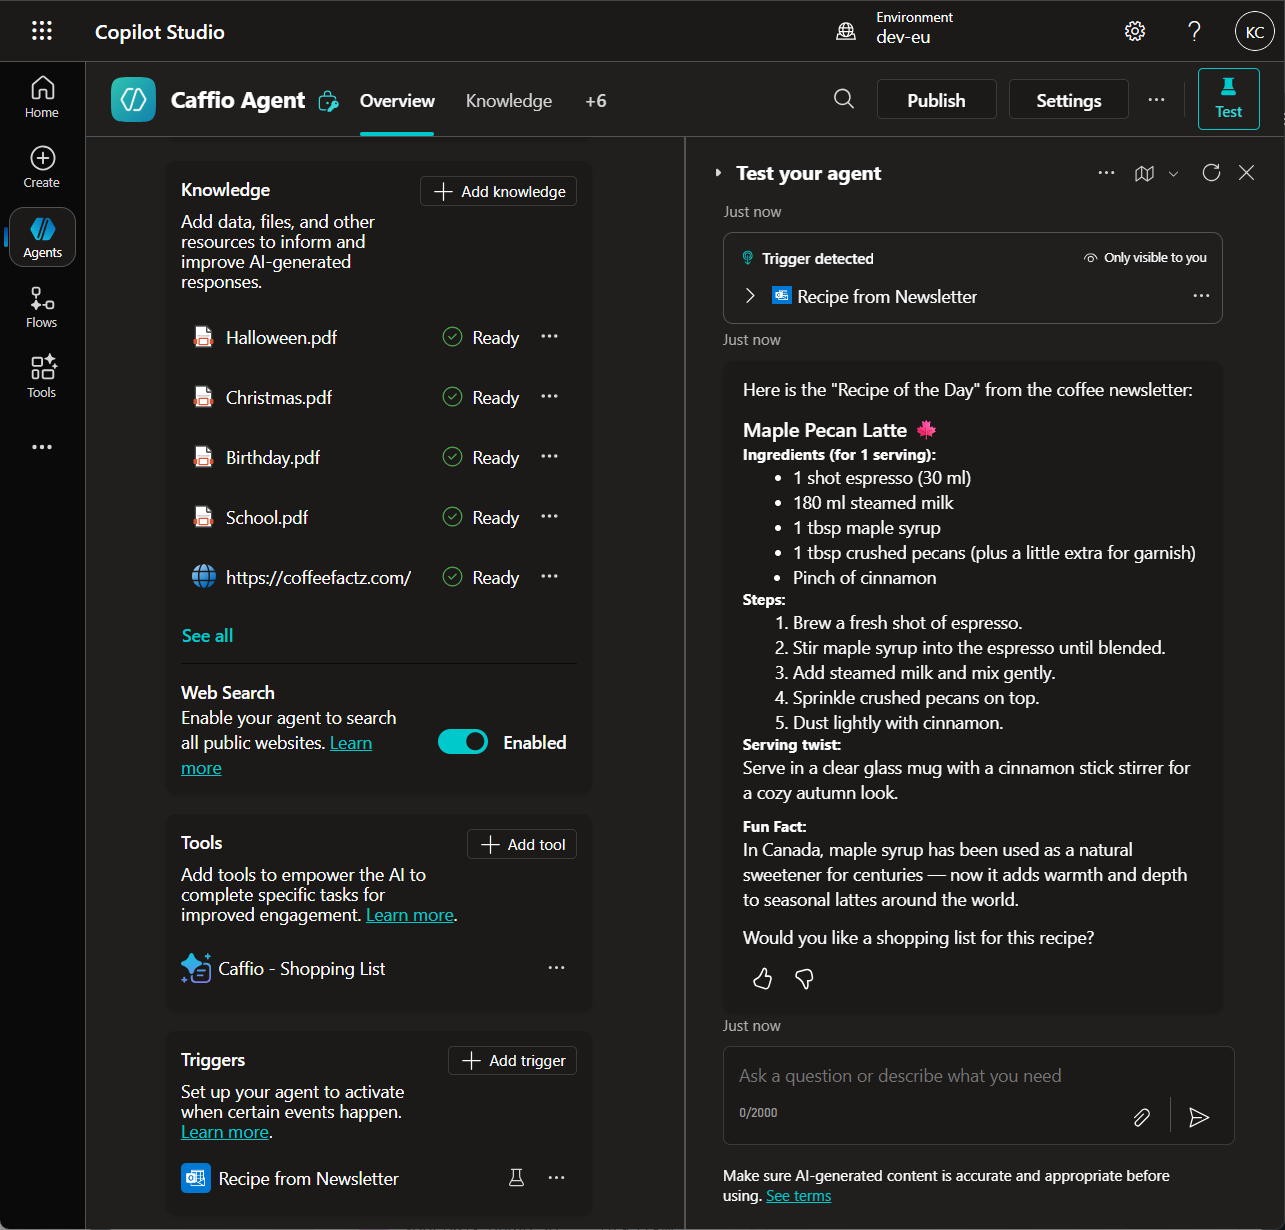 Copilot Studio
Environment
dev-eu
KC
Home
Create
Agents
Flows
Tools
Caffio Agent
Overview
Knowledge
+6
Publish
Settings
Test
Knowledge
Add knowledge
Add data, files, and other
resources to inform and
improve AI-generated
responses.
Halloween.pdf
Ready
Christmas.pdf
Ready
Birthday.pdf
Ready
School.pdf
Ready
https://coffeefactz.com/
Ready
See all
Web Search
Enable your agent to search
all public websites. Learn
more
Enabled
Tools
Add tool
Add tools to empower the AI to
complete specific tasks for
improved engagement. Learn more.
Caffio - Shopping List
Triggers
Add trigger
Set up your agent to activate
when certain events happen.
Learn more.
Recipe from Newsletter
Test your agent
Just now
Trigger detected
Only visible to you
Recipe from Newsletter
Just now
Here is the "Recipe of the Day" from the coffee newsletter:
Maple Pecan Latte 🍁
Ingredients (for 1 serving):
• 1 shot espresso (30 ml)
• 180 ml steamed milk
• 1 tbsp maple syrup
• 1 tbsp crushed pecans (plus a little extra for garnish)
• Pinch of cinnamon
Steps:
1. Brew a fresh shot of espresso.
2. Stir maple syrup into the espresso until blended.
3. Add steamed milk and mix gently.
4. Sprinkle crushed pecans on top.
5. Dust lightly with cinnamon.
Serving twist:
Serve in a clear glass mug with a cinnamon stick stirrer for
a cozy autumn look.
Fun Fact:
In Canada, maple syrup has been used as a natural
sweetener for centuries — now it adds warmth and depth
to seasonal lattes around the world.
Would you like a shopping list for this recipe?
Just now
Ask a question or describe what you need
0/2000
Make sure AI-generated content is accurate and appropriate before
using. See terms